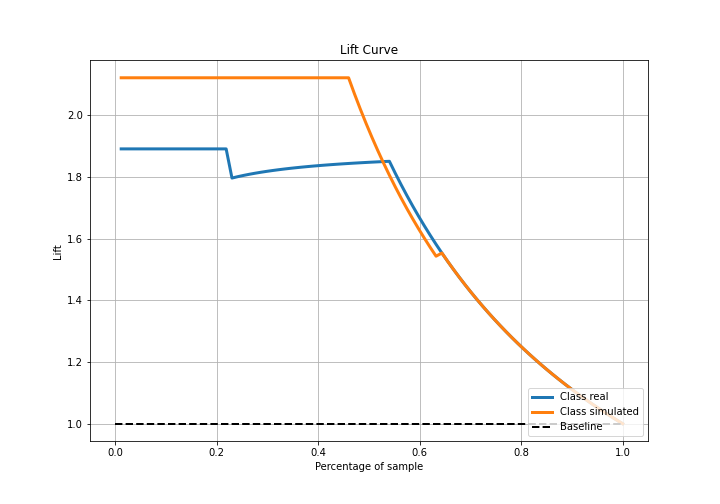 Lift Curve
Lift
2.0
1.8
1.6
1.4
1.2
1.0
0.0 0.2 0.4 0.6 0.8 1.0
Percentage of sample
Class real
Class simulated
Baseline